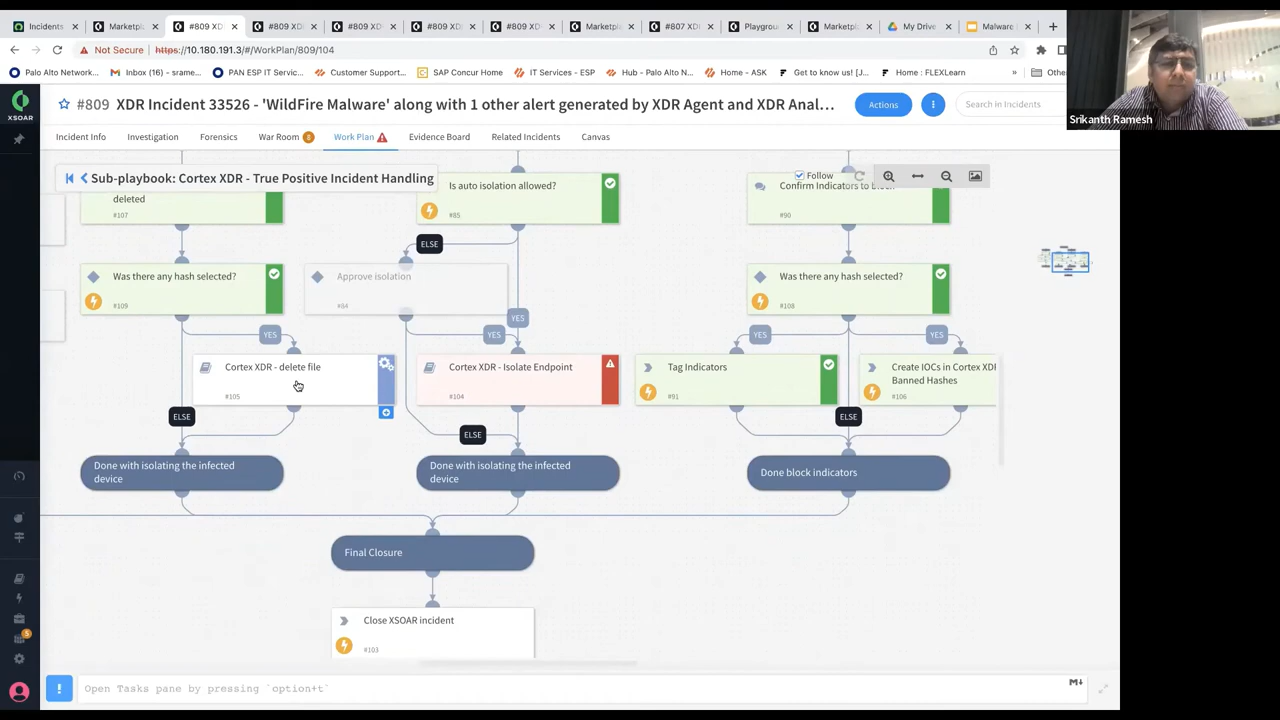 Incidents
Marketpl
#809 XDR
#809 XD
#809 XDR
#809 XDR
#809 XDR
Marketpl
#807 XDR
Playgrou
Marketpl
My Drive
Malware
Not Secure
https://10.180.191.3/#/WorkPlan/809/104
Palo Alto Network...
Inbox (16) - srame...
PAN ESP IT Servic...
Customer Support...
SAP Concur Home
IT Services - ESP
Hub - Palo Alto N...
Home - ASK
Get to know us! [J...
Home : FLEXLearn
»
Othe
Srikanth Ramesh
XSOAR
#809 XDR Incident 33526 - 'WildFire Malware' along with 1 other alert generated by XDR Agent and XDR Anal...
Actions
Search in Incidents
Incident Info
Investigation
Forensics
War Room 8
Work Plan
Evidence Board
Related Incidents
Canvas
Sub-playbook: Cortex XDR - True Positive Incident Handling
Follow
deleted
#107
Is auto isolation allowed?
#85
Confirm Indicators to
#90
ELSE
Was there any hash selected?
#109
Approve isolation
#84
Was there any hash selected?
#108
YES
YES
YES
YES
YES
Cortex XDR - delete file
#105
Cortex XDR - Isolate Endpoint
#104
Tag Indicators
#91
Create IOCs in Cortex XDR
Banned Hashes
#106
ELSE
ELSE
ELSE
Done with isolating the infected
device
Done with isolating the infected
device
Done block indicators
Final Closure
Close XSOAR incident
#103
5
! Open Tasks pane by pressing `option+t`
M↓